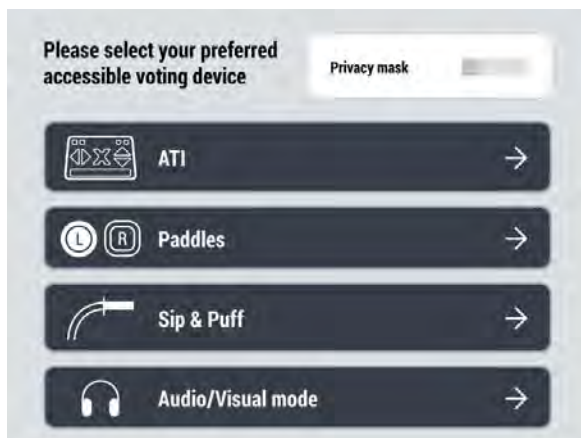 Please select your preferred
accessible voting device
Privacy mask
ATI
L R Paddles
Sip & Puff
Audio/Visual mode